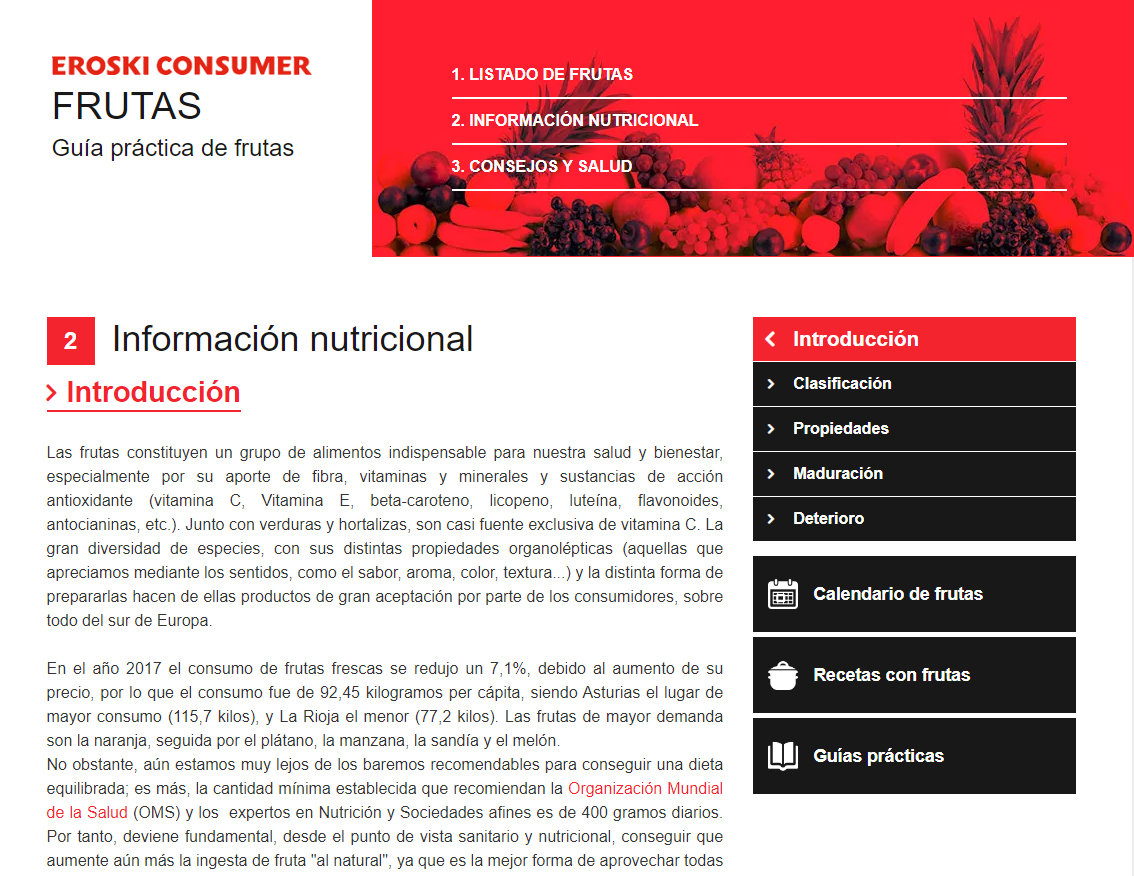 EROSKI CONSUMER
FRUTAS
Guía práctica de frutas
1. LISTADO DE FRUTAS
2. INFORMACIÓN NUTRICIONAL
3. CONSEJOS Y SALUD
2 Información nutricional
Introducción
Las frutas constituyen un grupo de alimentos indispensable para nuestra salud y bienestar,
especialmente por su aporte de fibra, vitaminas y minerales y sustancias de acción
antioxidante (vitamina C, Vitamina E, beta-caroteno, licopeno, luteína, flavonoides,
antocianinas, etc.). Junto con verduras y hortalizas, son casi fuente exclusiva de vitamina C. La
gran diversidad de especies, con sus distintas propiedades organolépticas (aquellas que
apreciamos mediante los sentidos, como el sabor, aroma, color, textura...) y la distinta forma de
prepararlas hacen de ellas productos de gran aceptación por parte de los consumidores, sobre
todo del sur de Europa.
En el año 2017 el consumo de frutas frescas se redujo un 7,1%, debido al aumento de su
precio, por lo que el consumo fue de 92,45 kilogramos per cápita, siendo Asturias el lugar de
mayor consumo (115,7 kilos), y La Rioja el menor (77,2 kilos). Las frutas de mayor demanda
son la naranja, seguida por el plátano, la manzana, la sandía y el melón.
No obstante, aún estamos muy lejos de los baremos recomendables para conseguir una dieta
equilibrada; es más, la cantidad mínima establecida que recomiendan la Organización Mundial
de la Salud (OMS) y los expertos en Nutrición y Sociedades afines es de 400 gramos diarios.
Por tanto, deviene fundamental, desde el punto de vista sanitario y nutricional, conseguir que
aumente aún más la ingesta de fruta "al natural", ya que es la mejor forma de aprovechar todas
Introducción
Clasificación
Propiedades
Maduración
Deterioro
Calendario de frutas
Recetas con frutas
Guías prácticas